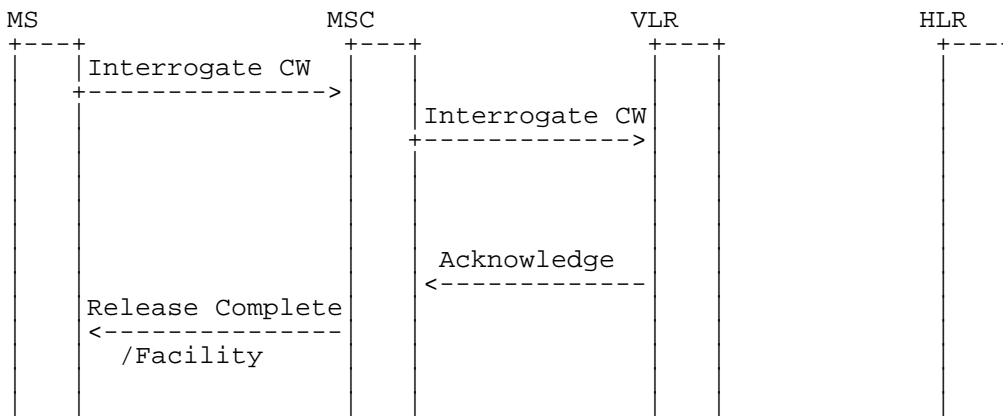 MS MSC VLR HLR
Interrogate CW
Interrogate CW
Acknowledge
Release Complete
/Facility